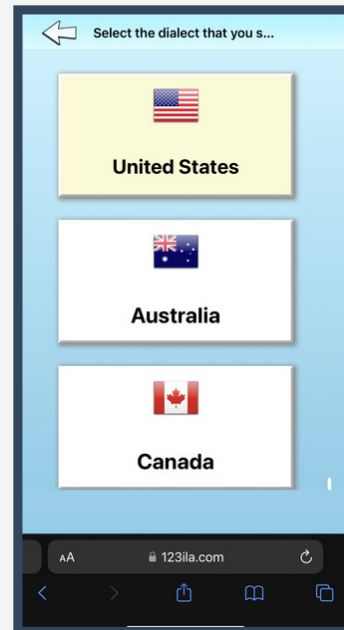 Select the dialect that you s...
United States
Australia
Canada
AA
123ila.com